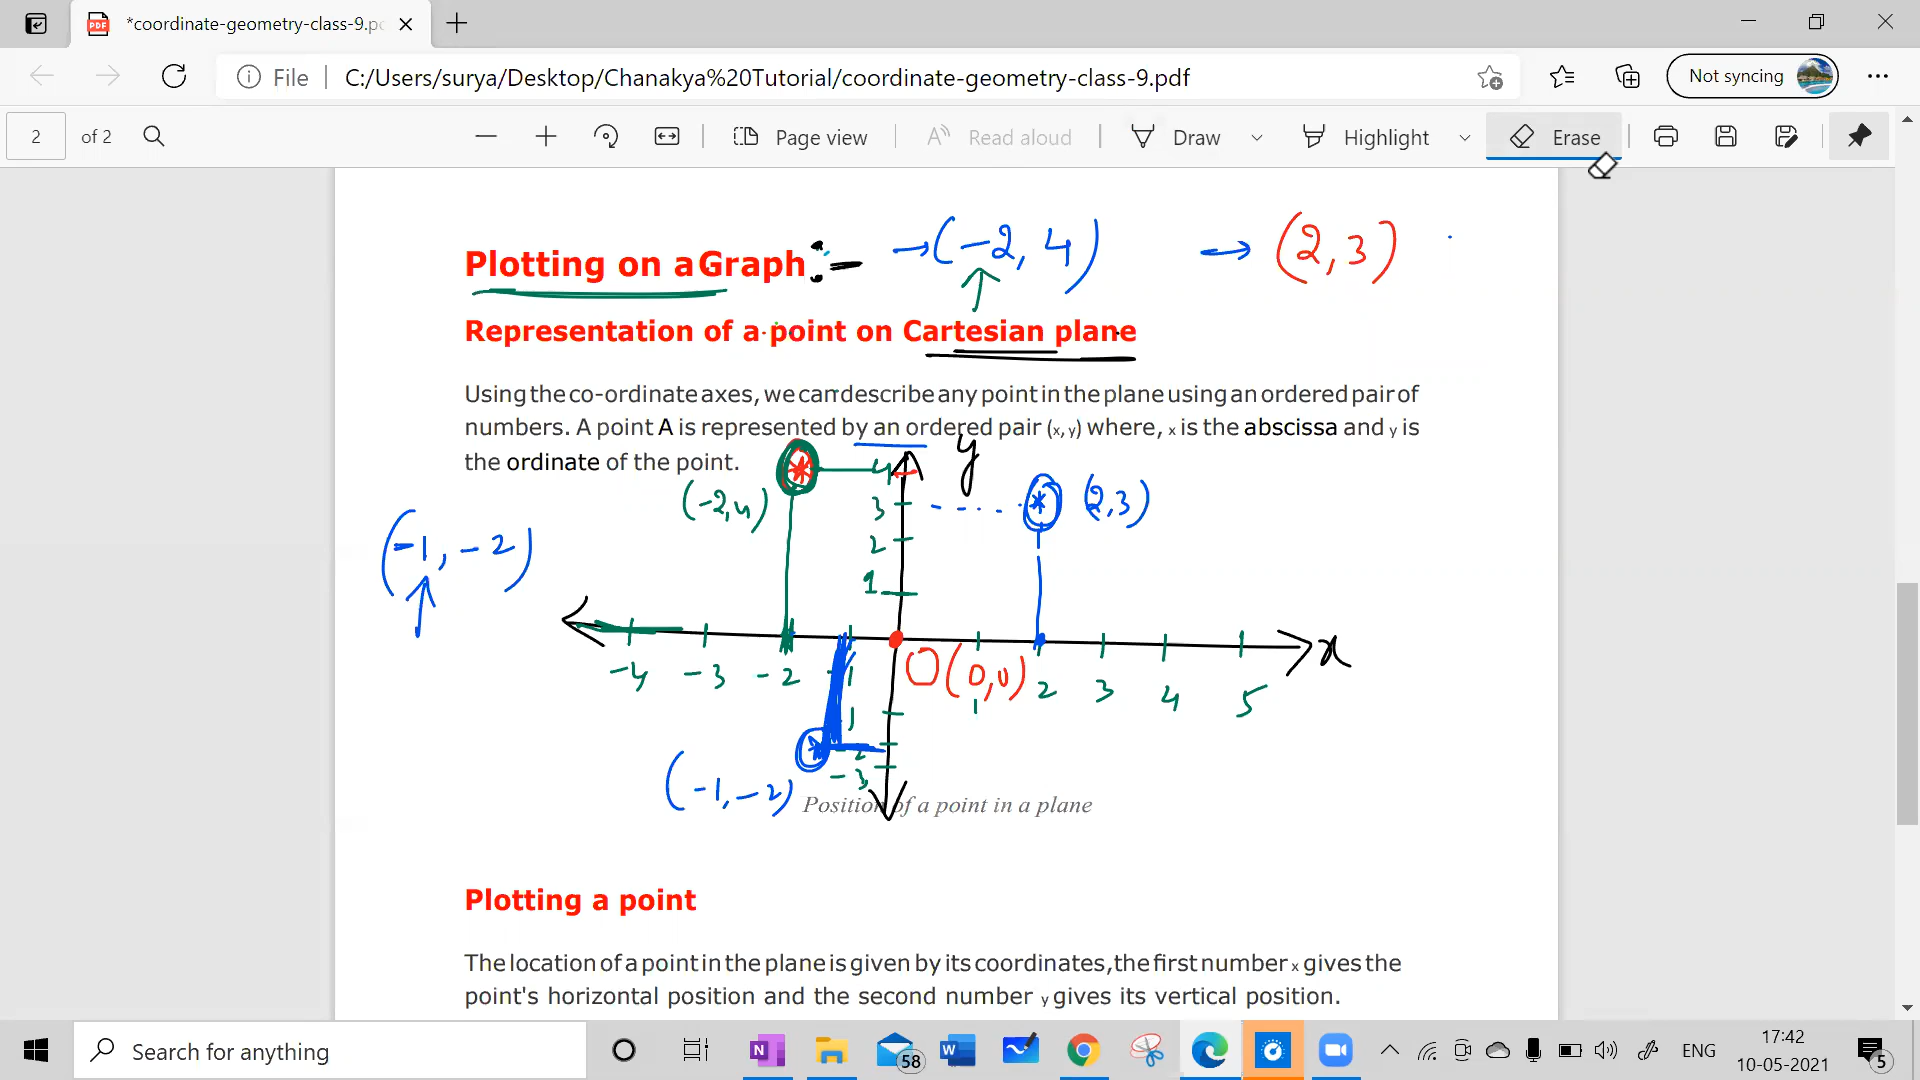 *coordinate-geometry-class-9.pd
File
C:/Users/surya/Desktop/Chanakya%20Tutorial/coordinate-geometry-class-9.pdf
Not syncing
2 of 2
Page view
Read aloud
Draw
Highlight
Erase
Plotting on a Graph :- → (-2, 4) → (2, 3)
Representation of a point on Cartesian plane
Using the co-ordinate axes, we can describe any point in the plane using an ordered pair of
numbers. A point A is represented by an ordered pair (x, y) where, x is the abscissa and y is
the ordinate of the point.
y
4
(-2,4)
3
(2,3)
(-1, -2)
2
1
x
-4 -3 -2 -1 O(0,0) 1 2 3 4 5
-1
-2
-3
(-1, -2)
Position of a point in a plane
Plotting a point
The location of a point in the plane is given by its coordinates, the first number x gives the
point's horizontal position and the second number y gives its vertical position.
Search for anything
58
ENG
17:42
10-05-2021
5